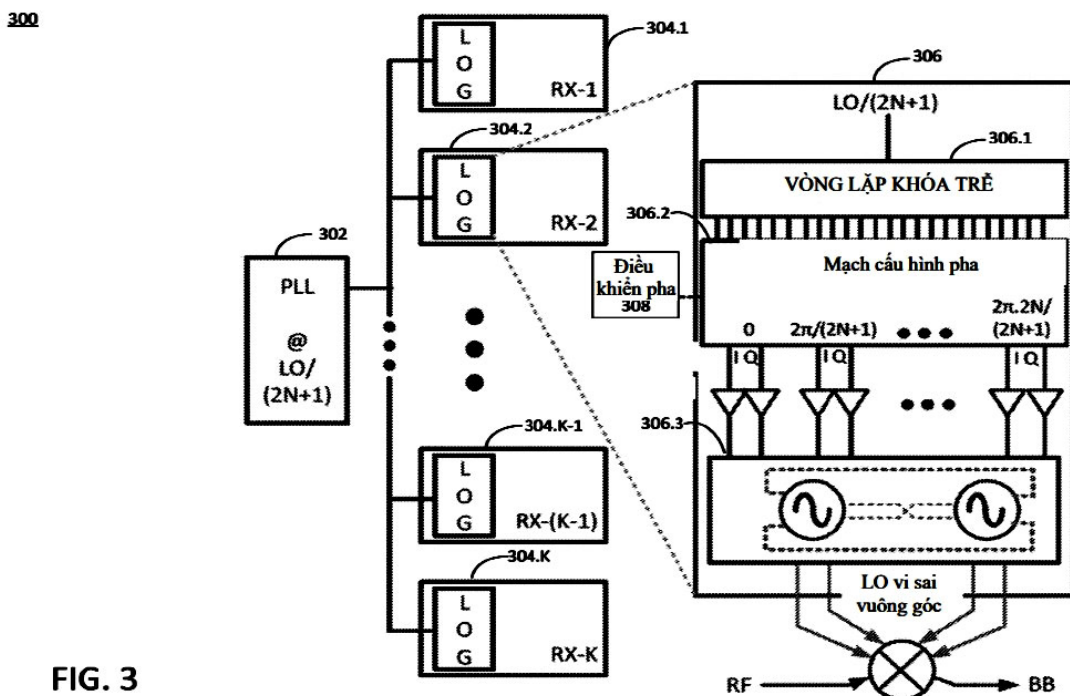 300
304.1
L
O
G
RX-1
304.2
L
O
G
RX-2
302
PLL
@
LO/
(2N+1)
304.K-1
L
O
G
RX-(K-1)
304.K
L
O
G
RX-K
306
LO/(2N+1)
306.1
VÒNG LẶP KHÓA TRỄ
306.2
Mạch cấu hình pha
Điều
khiển pha
308
0
2π/(2N+1)
2π.2N/
(2N+1)
I Q
I Q
I Q
306.3
LO vi sai
vuông góc
RF
BB
FIG. 3